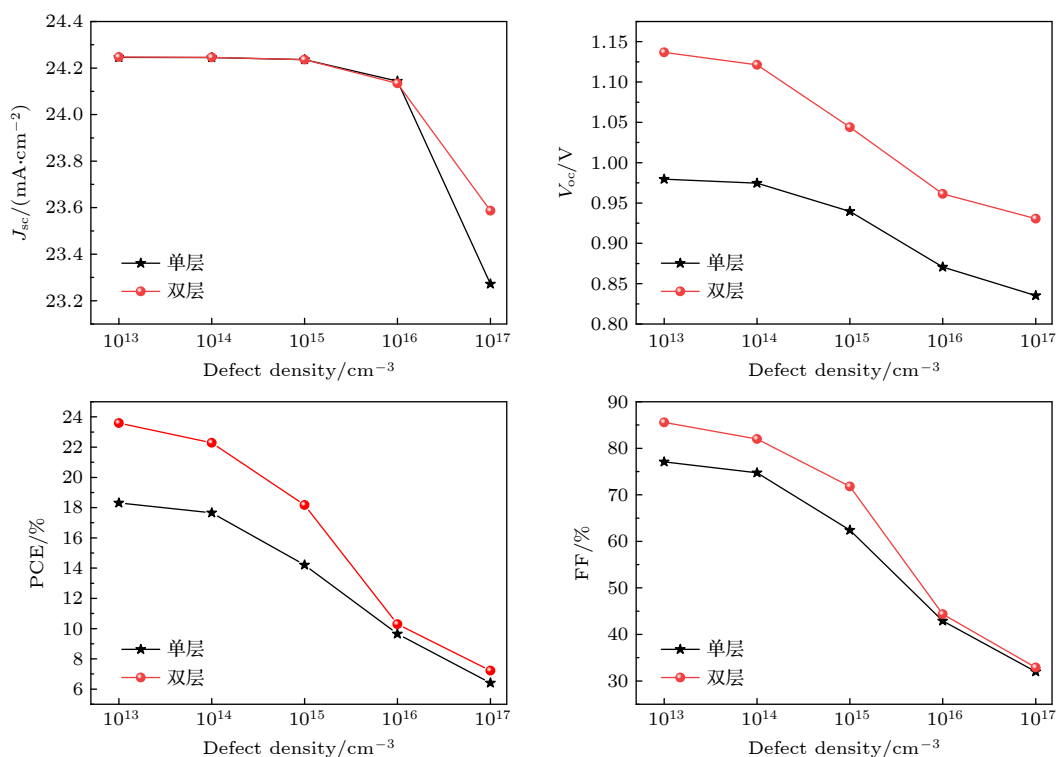 24.4
24.2
24.0
23.8
23.6
23.4
23.2
J_sc/(mA·cm⁻²)
单层
双层
10¹³ 10¹⁴ 10¹⁵ 10¹⁶ 10¹⁷
Defect density/cm⁻³
1.15
1.10
1.05
1.00
0.95
0.90
0.85
0.80
V_oc/V
单层
双层
10¹³ 10¹⁴ 10¹⁵ 10¹⁶ 10¹⁷
Defect density/cm⁻³
24
22
20
18
16
14
12
10
8
6
PCE/%
单层
双层
10¹³ 10¹⁴ 10¹⁵ 10¹⁶ 10¹⁷
Defect density/cm⁻³
90
80
70
60
50
40
30
FF/%
单层
双层
10¹³ 10¹⁴ 10¹⁵ 10¹⁶ 10¹⁷
Defect density/cm⁻³